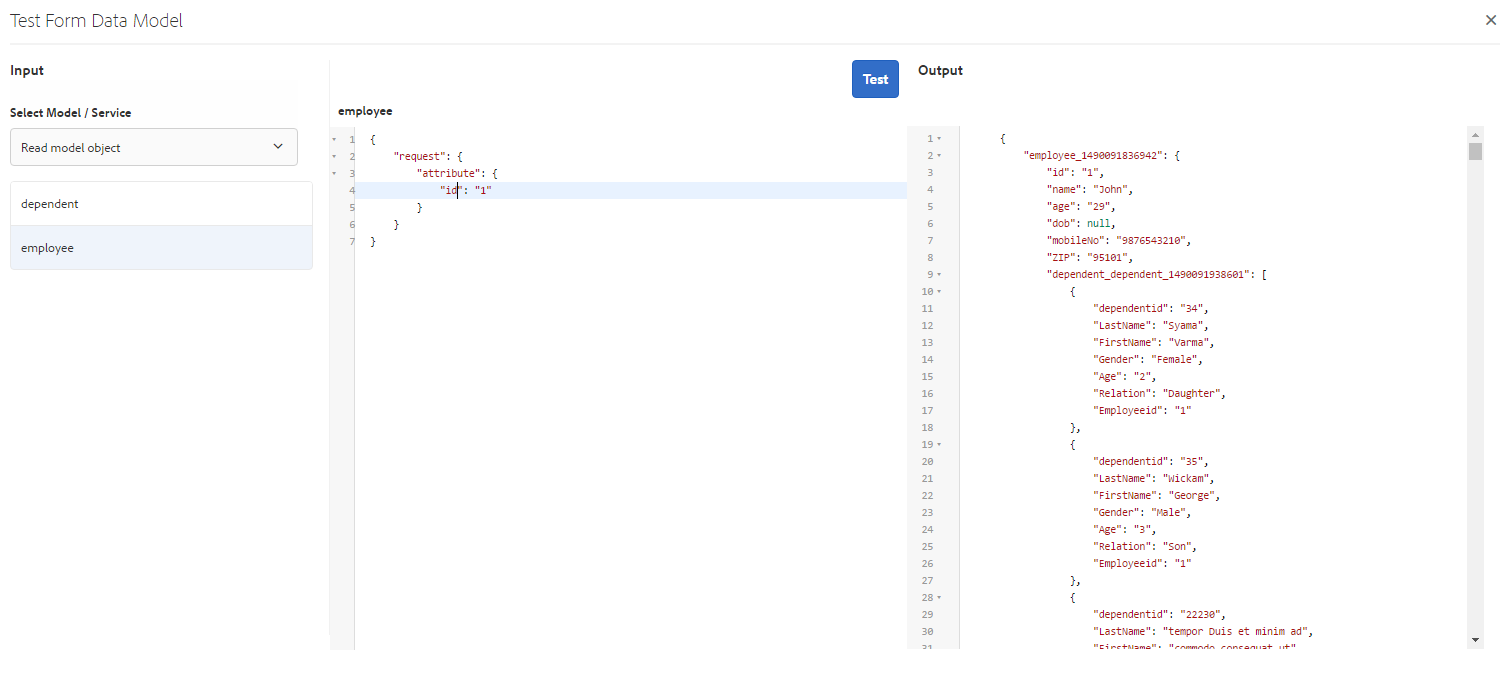 Test Form Data Model
×
Input
Select Model / Service
Read model object
dependent
employee
Test
employee
1 {
2 "request": {
3 "attribute": {
4 "id": "1"
5 }
6 }
7 }
Output
1 {
2 "employee_1490091836942": {
3 "id": "1",
4 "name": "John",
5 "age": "29",
6 "dob": null,
7 "mobileNo": "9876543210",
8 "ZIP": "95101",
9 "dependent_dependent_1490091938601": [
10 {
11 "dependentid": "34",
12 "LastName": "Syama",
13 "FirstName": "Varma",
14 "Gender": "Female",
15 "Age": "2",
16 "Relation": "Daughter",
17 "Employeeid": "1"
18 },
19 {
20 "dependentid": "35",
21 "LastName": "Wickam",
22 "FirstName": "George",
23 "Gender": "Male",
24 "Age": "3",
25 "Relation": "Son",
26 "Employeeid": "1"
27 },
28 {
29 "dependentid": "22230",
30 "LastName": "tempor Duis et minim ad",
31 "FirstName": "commodo consequat ut"